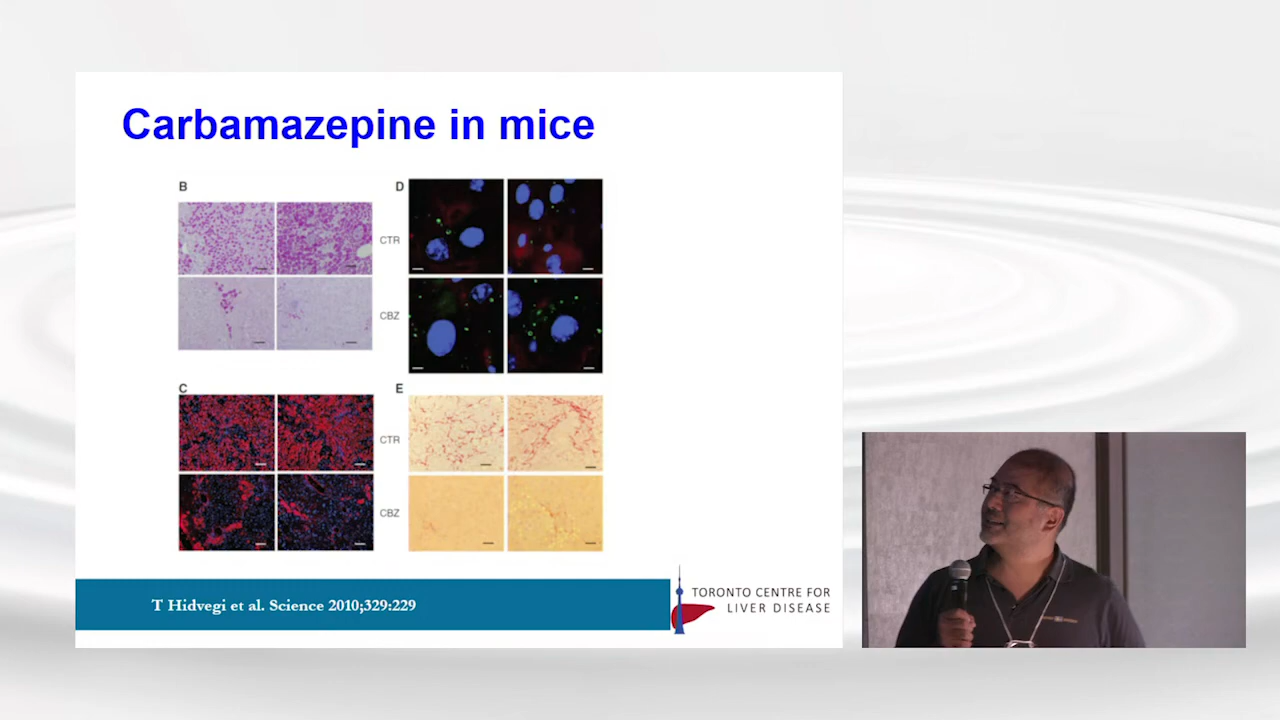 Carbamazepine in mice
B
D
CTR
CBZ
C
E
CTR
CBZ
T Hidvegi et al. Science 2010;329:229
TORONTO CENTRE FOR
LIVER DISEASE